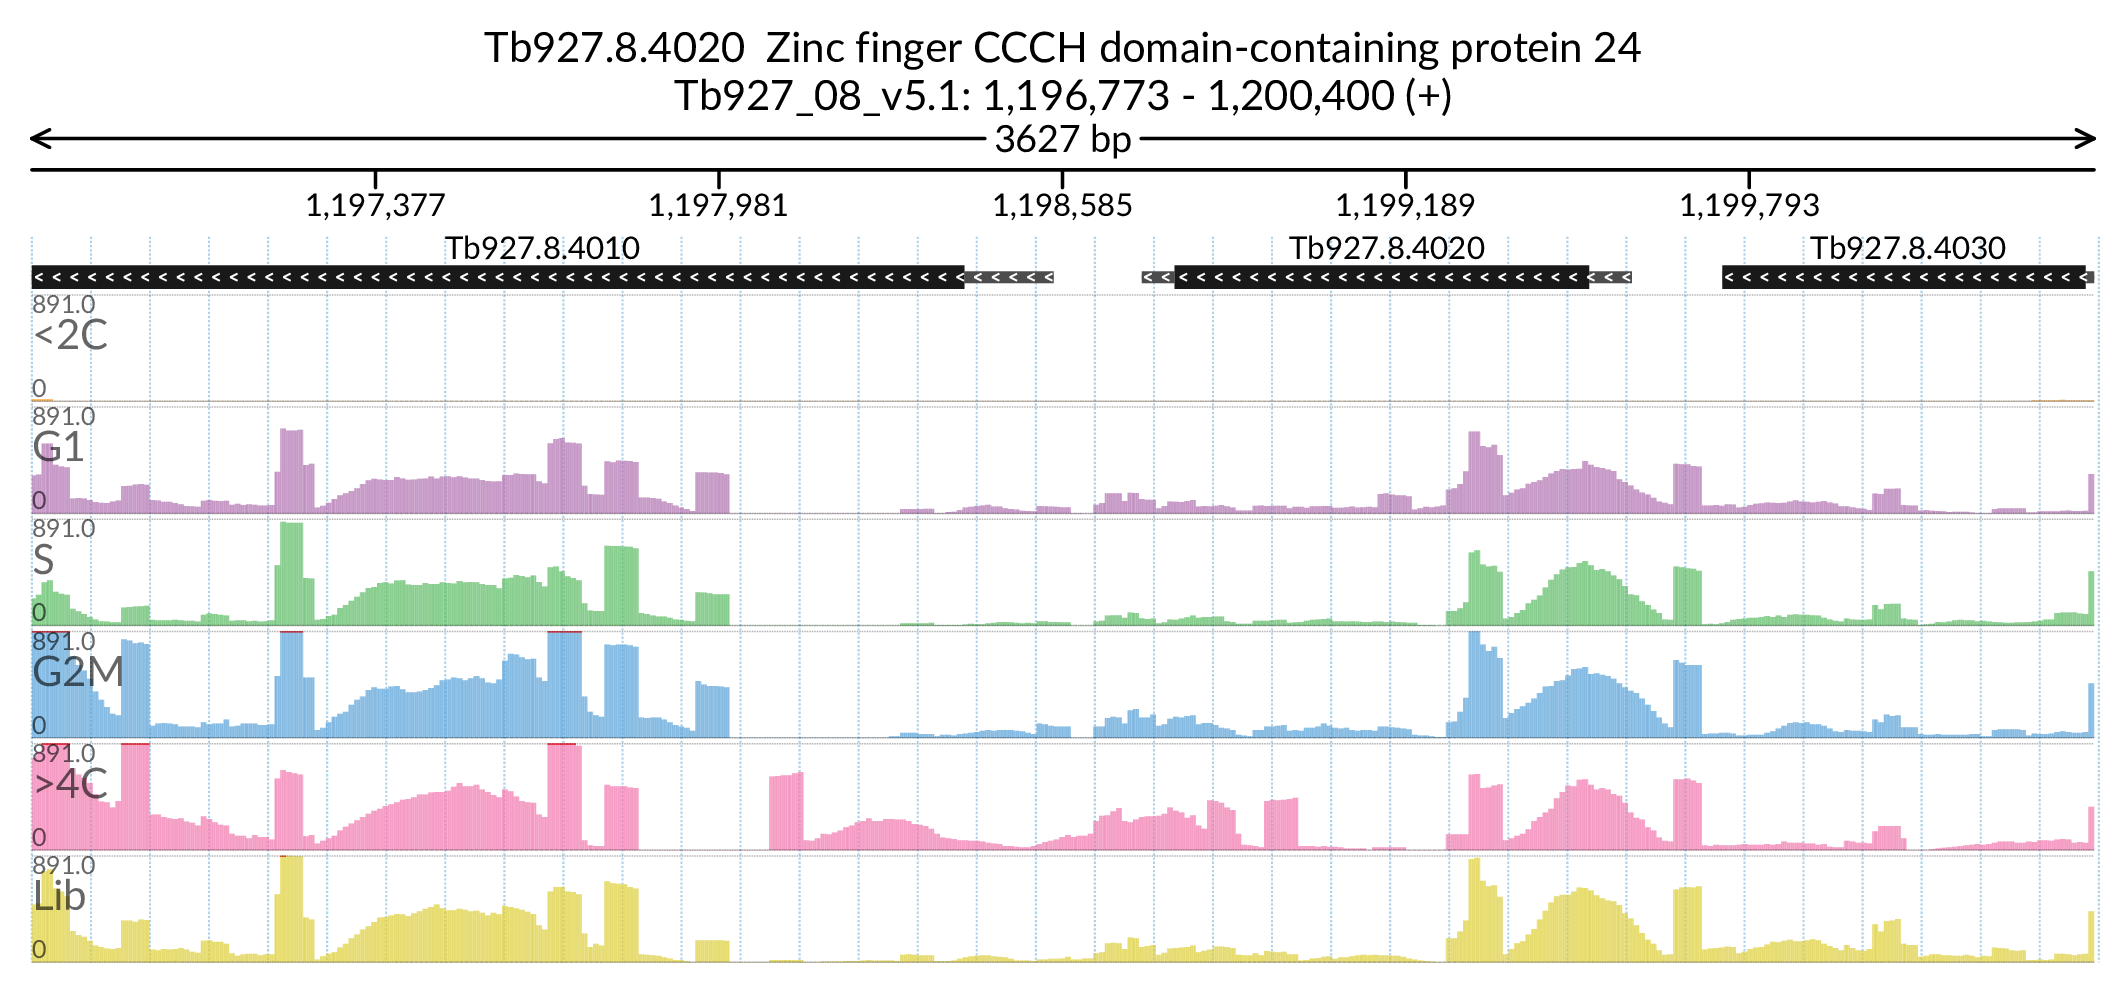 Tb927.8.4020 Zinc finger CCCH domain-containing protein 24
Tb927_08_v5.1: 1,196,773 - 1,200,400 (+)
3627 bp
1,197,377 1,197,981 1,198,585 1,199,189 1,199,793
Tb927.8.4010 Tb927.8.4020 Tb927.8.4030
891.0
<2C
0
891.0
G1
0
891.0
S
0
891.0
G2M
0
891.0
>4C
0
891.0
Lib
0